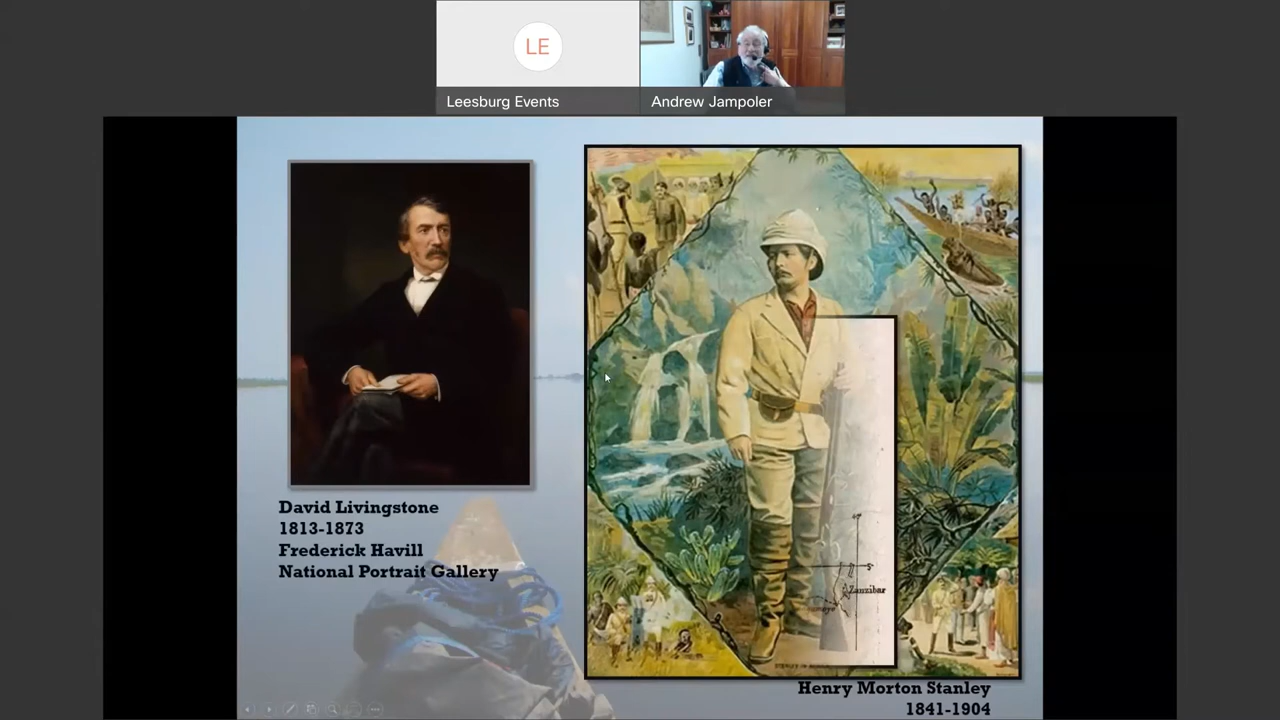 LE
Leesburg Events
Andrew Jampoler
David Livingstone
1813-1873
Frederick Havill
National Portrait Gallery
Zanzibar
Henry Morton Stanley
1841-1904